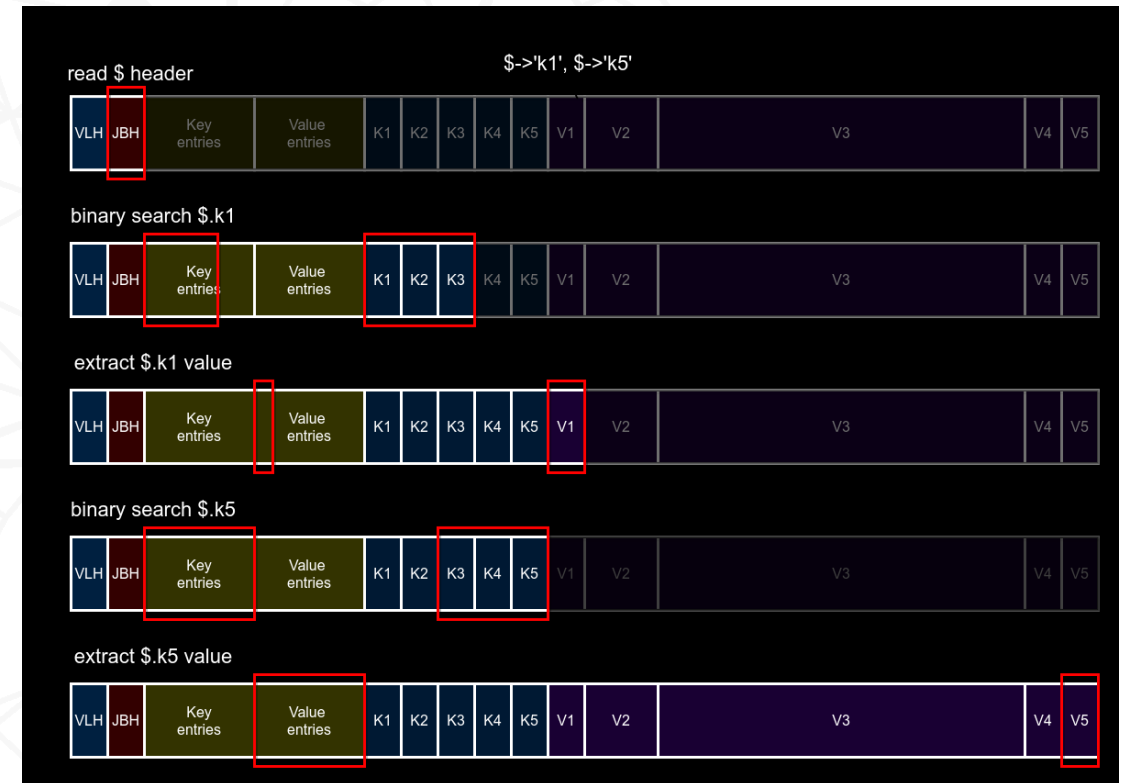 $->'k1', $->'k5'
read $ header
VLH JBH Key entries Value entries K1 K2 K3 K4 K5 V1 V2 V3 V4 V5
binary search $.k1
VLH JBH Key entries Value entries K1 K2 K3 K4 K5 V1 V2 V3 V4 V5
extract $.k1 value
VLH JBH Key entries Value entries K1 K2 K3 K4 K5 V1 V2 V3 V4 V5
binary search $.k5
VLH JBH Key entries Value entries K1 K2 K3 K4 K5 V1 V2 V3 V4 V5
extract $.k5 value
VLH JBH Key entries Value entries K1 K2 K3 K4 K5 V1 V2 V3 V4 V5